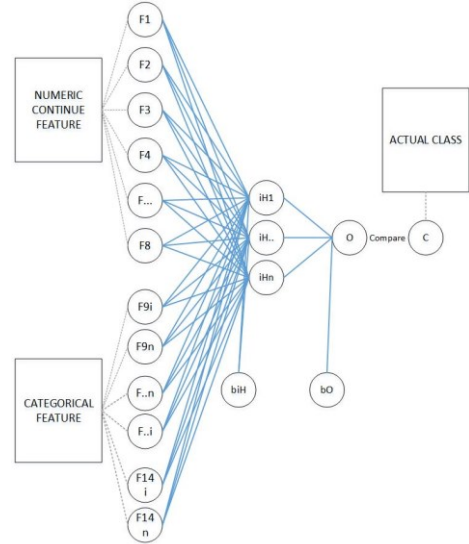 F1
F2
F3
F4
F...
F8
NUMERIC
CONTINUE
FEATURE
ACTUAL CLASS
iH1
iH..
iHn
O
Compare
C
F9i
F9n
F..n
F..i
F14
i
F14
n
CATEGORICAL
FEATURE
biH
bO